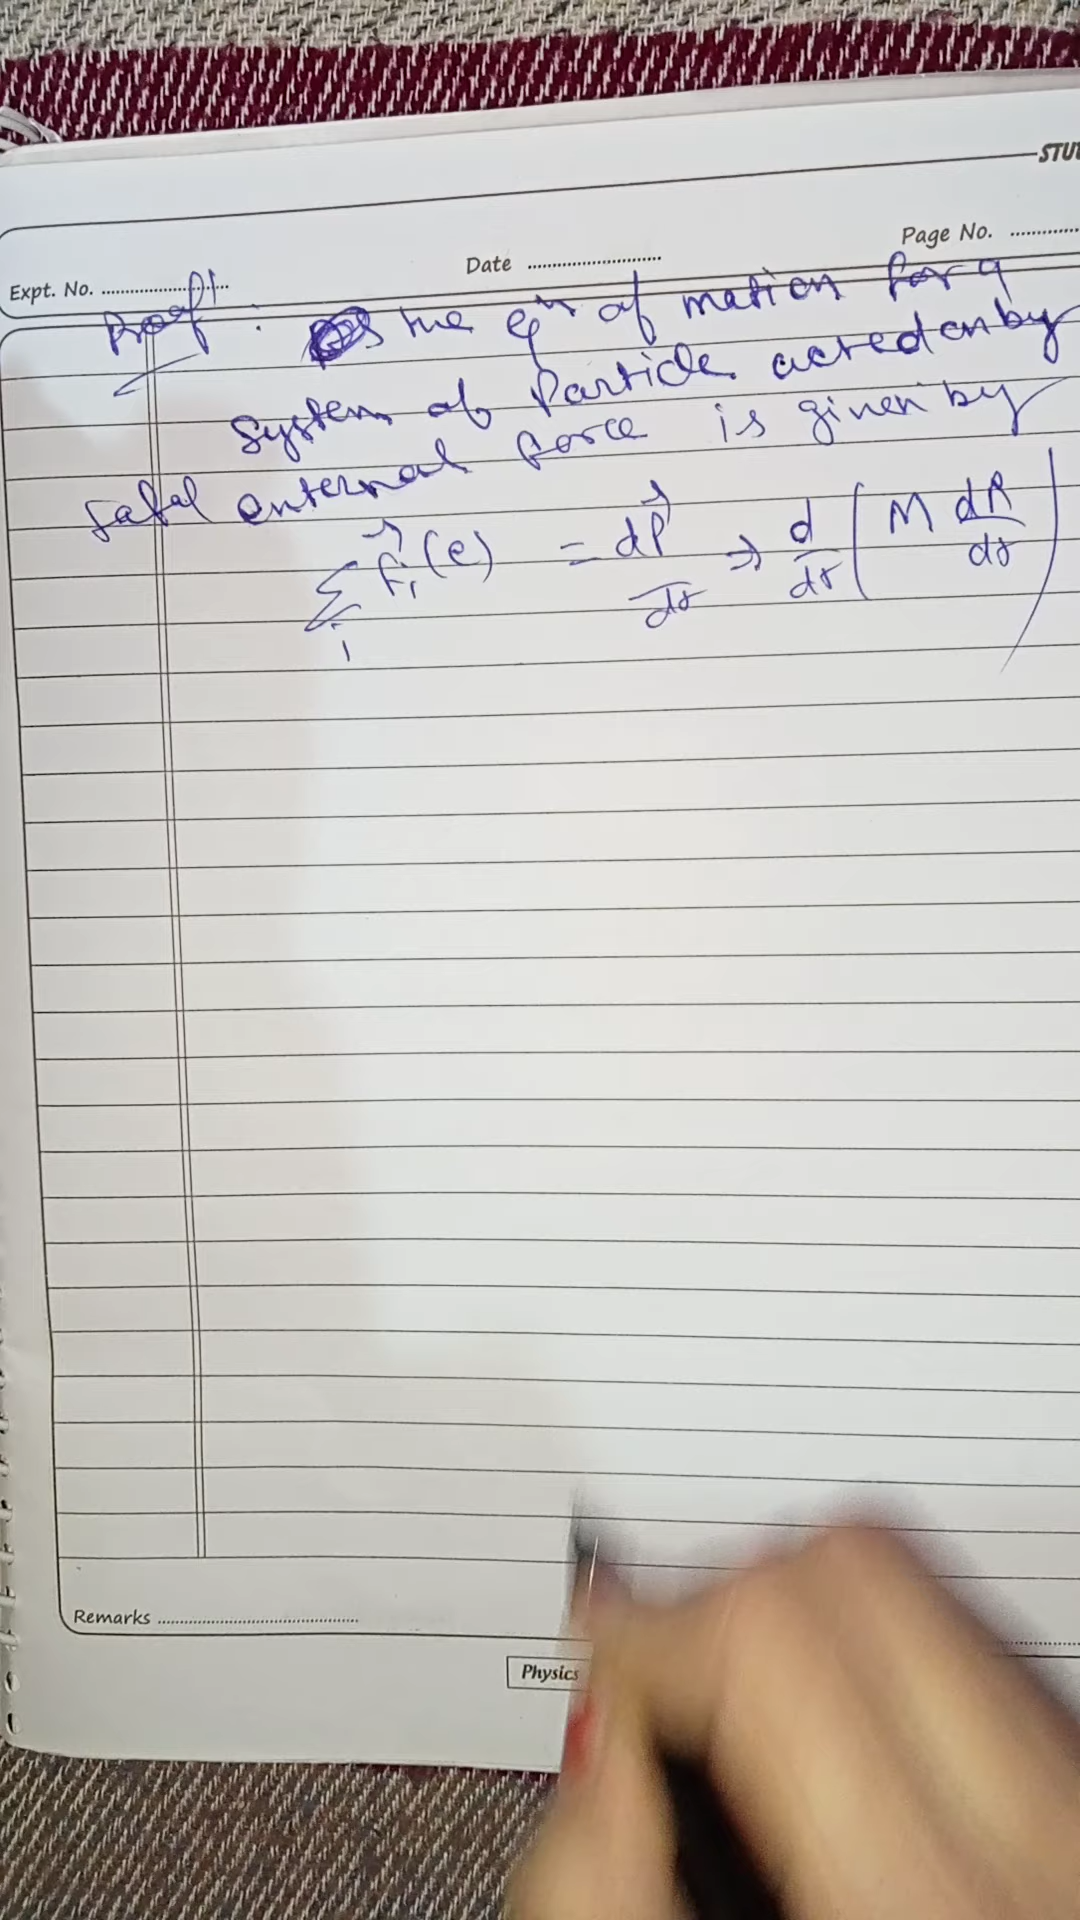 STU
Page No. ..............
Date ..............................
Expt. No. ..............................
Proof: the eqn of motion for a
System of Particle acted on by
total external force is given by
∑i F⃗i(e) = dP⃗/dt ⇒ d/dt (M dR/dt)
Remarks ..............................
Physics